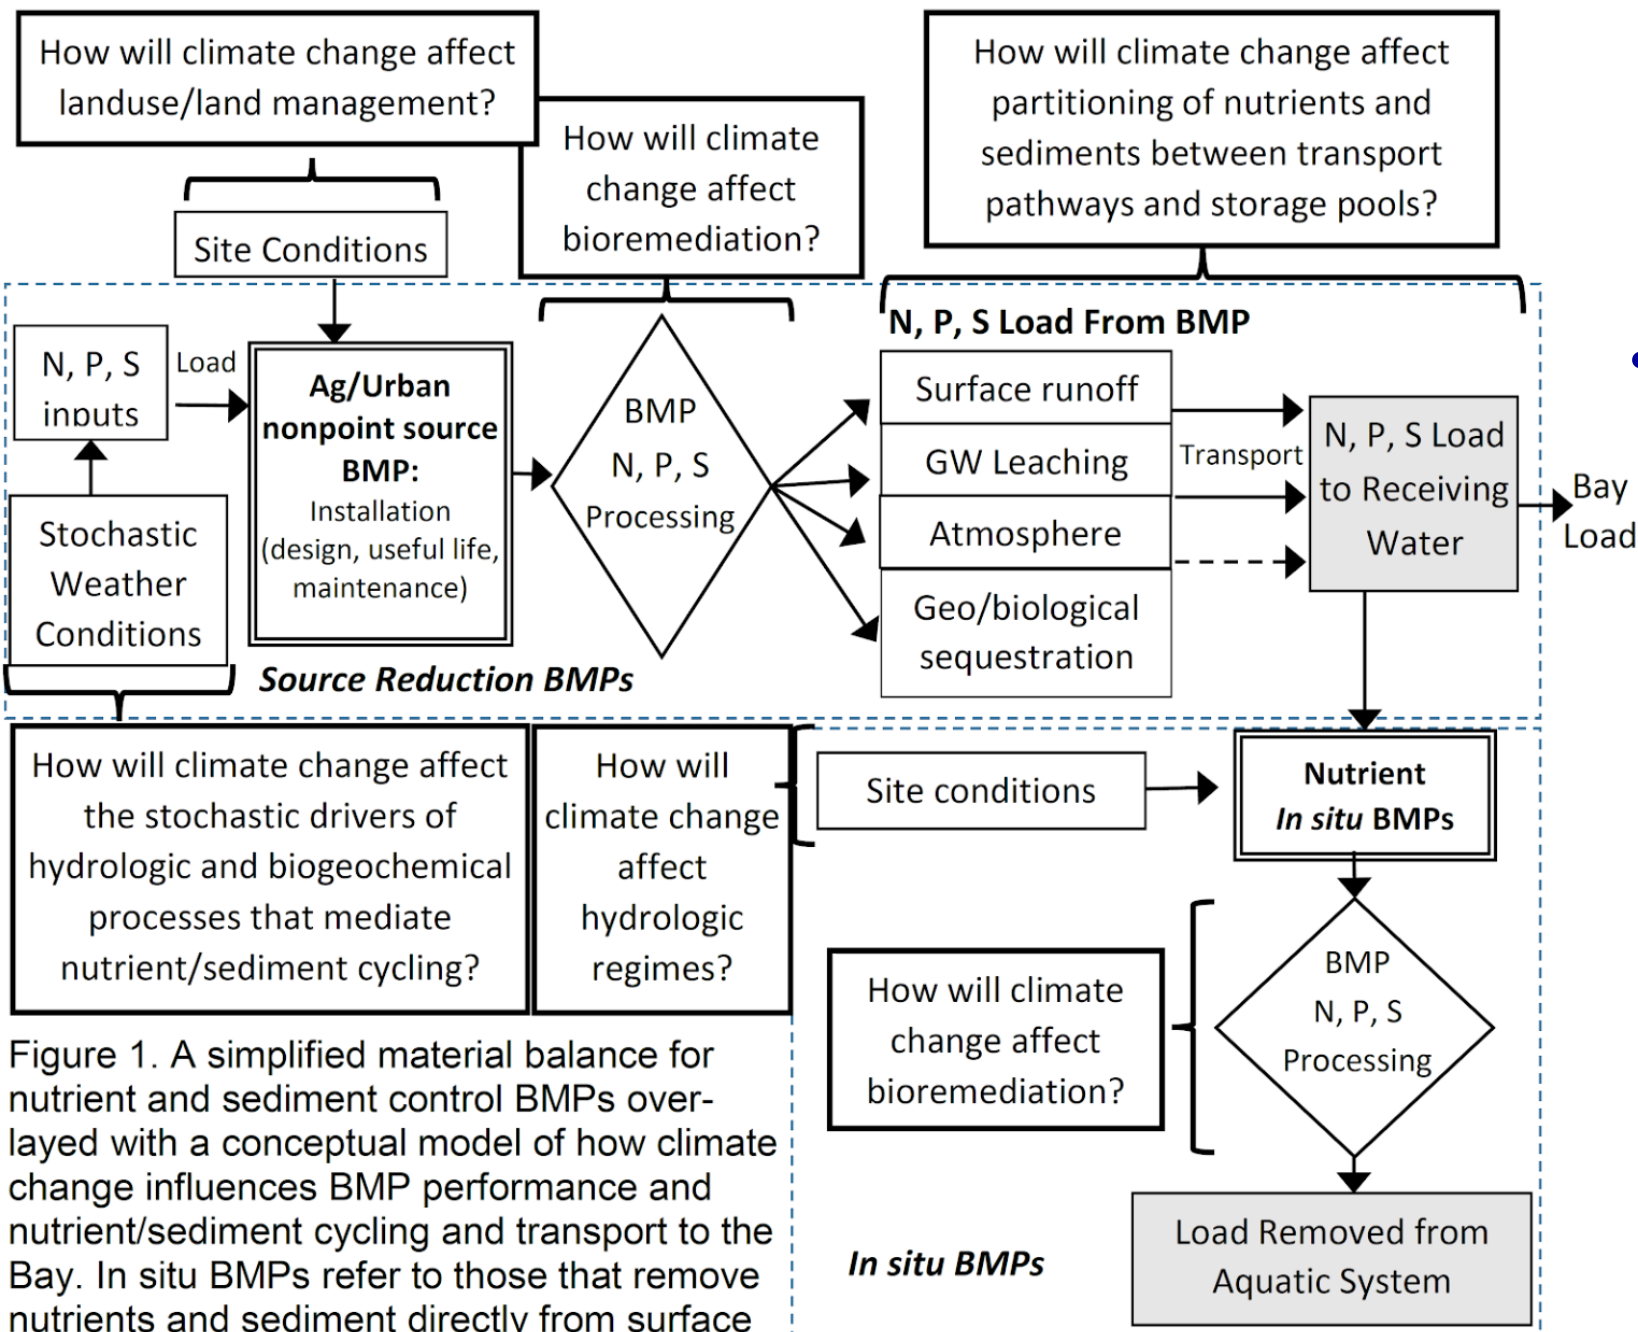 How will climate change affect
landuse/land management?
How will climate
change affect
bioremediation?
How will climate change affect
partitioning of nutrients and
sediments between transport
pathways and storage pools?
Site Conditions
N, P, S
inputs
Load
Stochastic
Weather
Conditions
Ag/Urban
nonpoint source
BMP:
Installation
(design, useful life,
maintenance)
BMP
N, P, S
Processing
N, P, S Load From BMP
Surface runoff
GW Leaching
Atmosphere
Geo/biological
sequestration
Transport
N, P, S Load
to Receiving
Water
Bay
Load
Source Reduction BMPs
How will climate change affect
the stochastic drivers of
hydrologic and biogeochemical
processes that mediate
nutrient/sediment cycling?
How will
climate change
affect
hydrologic
regimes?
Site conditions
Nutrient
In situ BMPs
How will climate
change affect
bioremediation?
BMP
N, P, S
Processing
Load Removed from
Aquatic System
In situ BMPs
Figure 1. A simplified material balance for
nutrient and sediment control BMPs over-
layed with a conceptual model of how climate
change influences BMP performance and
nutrient/sediment cycling and transport to the
Bay. In situ BMPs refer to those that remove
nutrients and sediment directly from surface